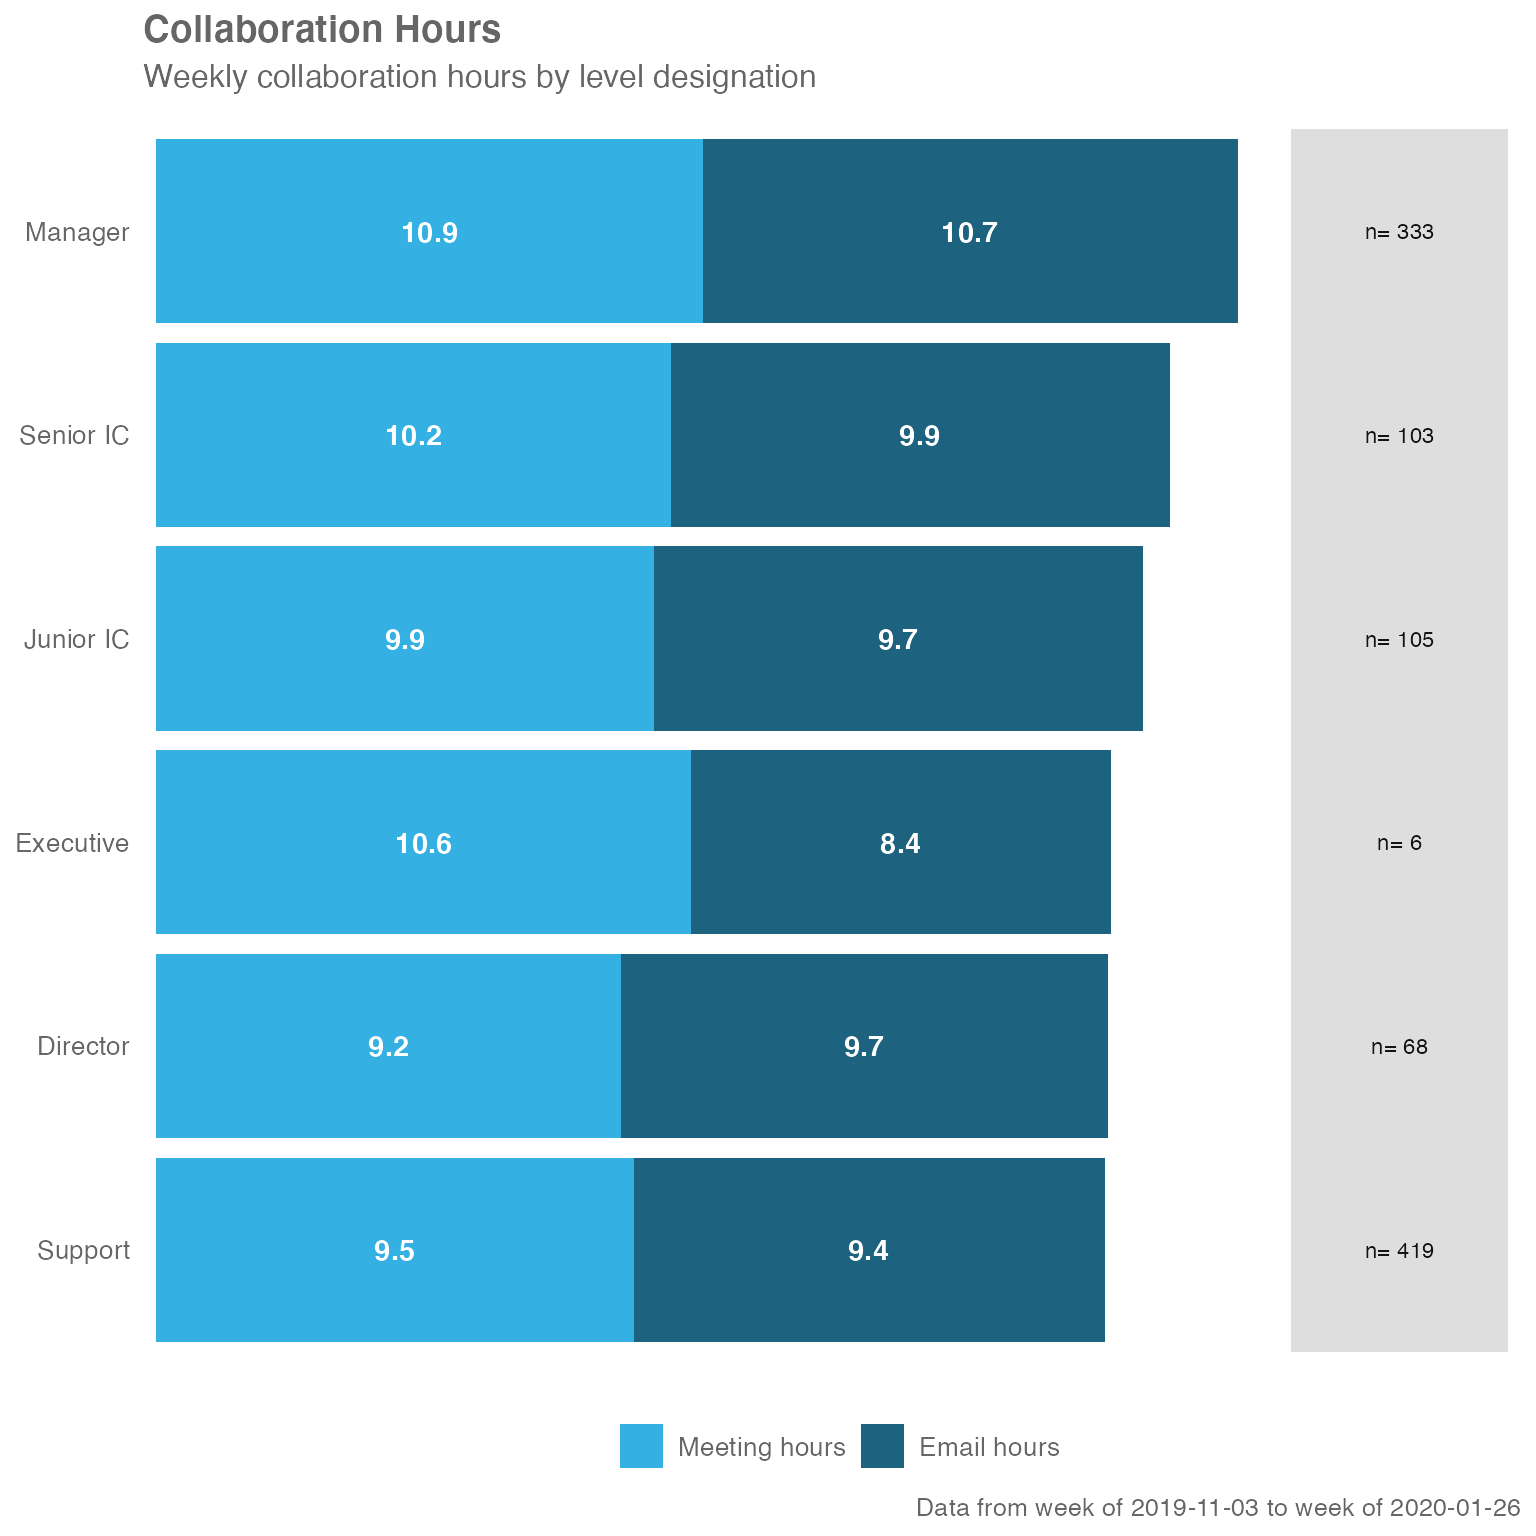 Collaboration Hours
Weekly collaboration hours by level designation
Manager 10.9 10.7 n= 333
Senior IC 10.2 9.9 n= 103
Junior IC 9.9 9.7 n= 105
Executive 10.6 8.4 n= 6
Director 9.2 9.7 n= 68
Support 9.5 9.4 n= 419
Meeting hours Email hours
Data from week of 2019-11-03 to week of 2020-01-26